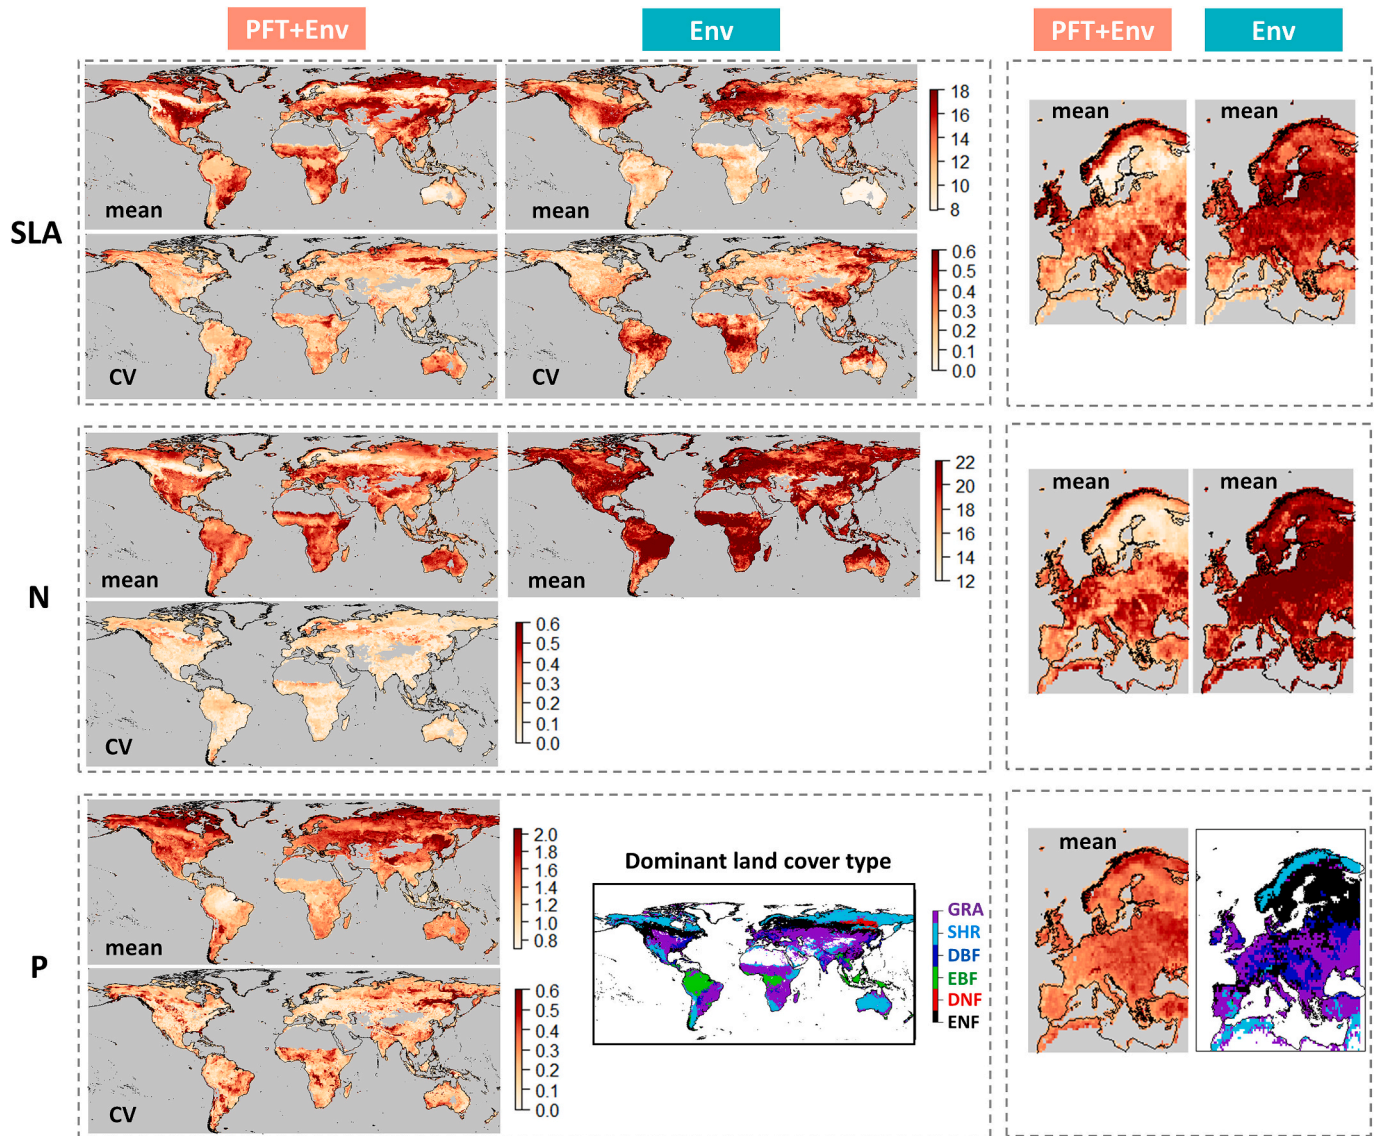 PFT+Env
Env
PFT+Env
Env
SLA
mean
mean
18
16
14
12
10
8
CV
CV
0.6
0.6
0.5
0.4
0.3
0.2
0.1
0.0
mean
mean
N
mean
mean
22
20
18
16
14
12
CV
0.6
0.5
0.4
0.3
0.2
0.1
0.0
mean
mean
P
mean
2.0
1.8
1.6
1.4
1.2
1.0
0.8
CV
0.6
0.5
0.4
0.3
0.2
0.1
0.0
Dominant land cover type
GRA
SHR
DBF
EBF
DNF
ENF
mean